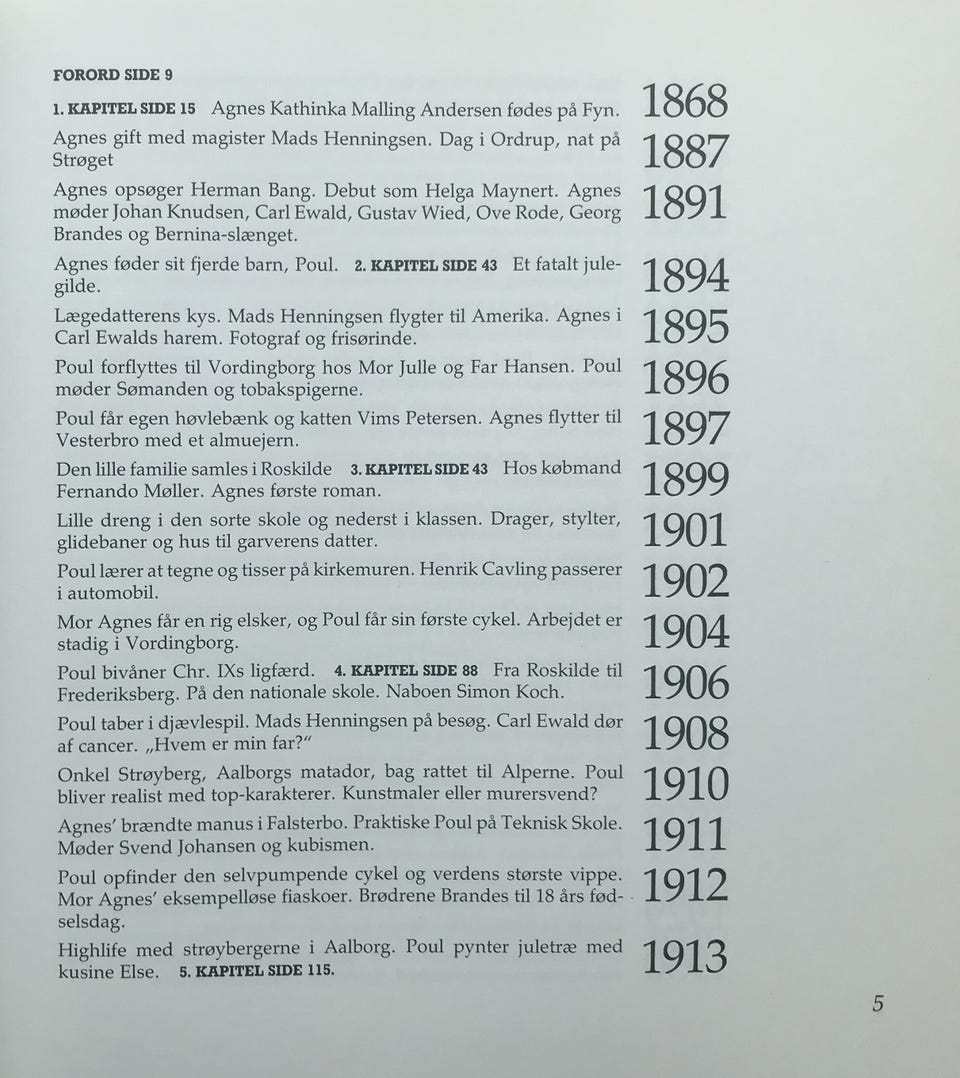 FORORD SIDE 9
1. KAPITEL SIDE 15 Agnes Kathinka Malling Andersen fødes på Fyn. 1868
Agnes gift med magister Mads Henningsen. Dag i Ordrup, nat på
Strøget
1887
Agnes opsøger Herman Bang. Debut som Helga Maynert. Agnes
møder Johan Knudsen, Carl Ewald, Gustav Wied, Ove Rode, Georg
Brandes og Bernina-slænget.
1891
Agnes føder sit fjerde barn, Poul. 2. KAPITEL SIDE 43 Et fatalt jule-
gilde.
1894
Lægedatterens kys. Mads Henningsen flygter til Amerika. Agnes i
Carl Ewalds harem. Fotograf og frisørinde.
1895
Poul forflyttes til Vordingborg hos Mor Julle og Far Hansen. Poul
møder Sømanden og tobakspigerne.
1896
Poul får egen høvlebænk og katten Vims Petersen. Agnes flytter til
Vesterbro med et almuejern.
1897
Den lille familie samles i Roskilde 3. KAPITEL SIDE 43 Hos købmand
Fernando Møller. Agnes første roman.
1899
Lille dreng i den sorte skole og nederst i klassen. Drager, stylter,
glidebaner og hus til garverens datter.
1901
Poul lærer at tegne og tisser på kirkemuren. Henrik Cavling passerer
i automobil.
1902
Mor Agnes får en rig elsker, og Poul får sin første cykel. Arbejdet er
stadig i Vordingborg.
1904
Poul bivåner Chr. IXs ligfærd. 4. KAPITEL SIDE 88 Fra Roskilde til
Frederiksberg. På den nationale skole. Naboen Simon Koch.
1906
Poul taber i djævlespil. Mads Henningsen på besøg. Carl Ewald dør
af cancer. „Hvem er min far?"
1908
Onkel Strøyberg, Aalborgs matador, bag rattet til Alperne. Poul
bliver realist med top-karakterer. Kunstmaler eller murersvend?
1910
Agnes' brændte manus i Falsterbo. Praktiske Poul på Teknisk Skole.
Møder Svend Johansen og kubismen.
1911
Poul opfinder den selvpumpende cykel og verdens største vippe.
Mor Agnes' eksempelløse fiaskoer. Brødrene Brandes til 18 års fød-
selsdag.
1912
Highlife med strøybergerne i Aalborg. Poul pynter juletræ med
kusine Else. 5. KAPITEL SIDE 115.
1913
5